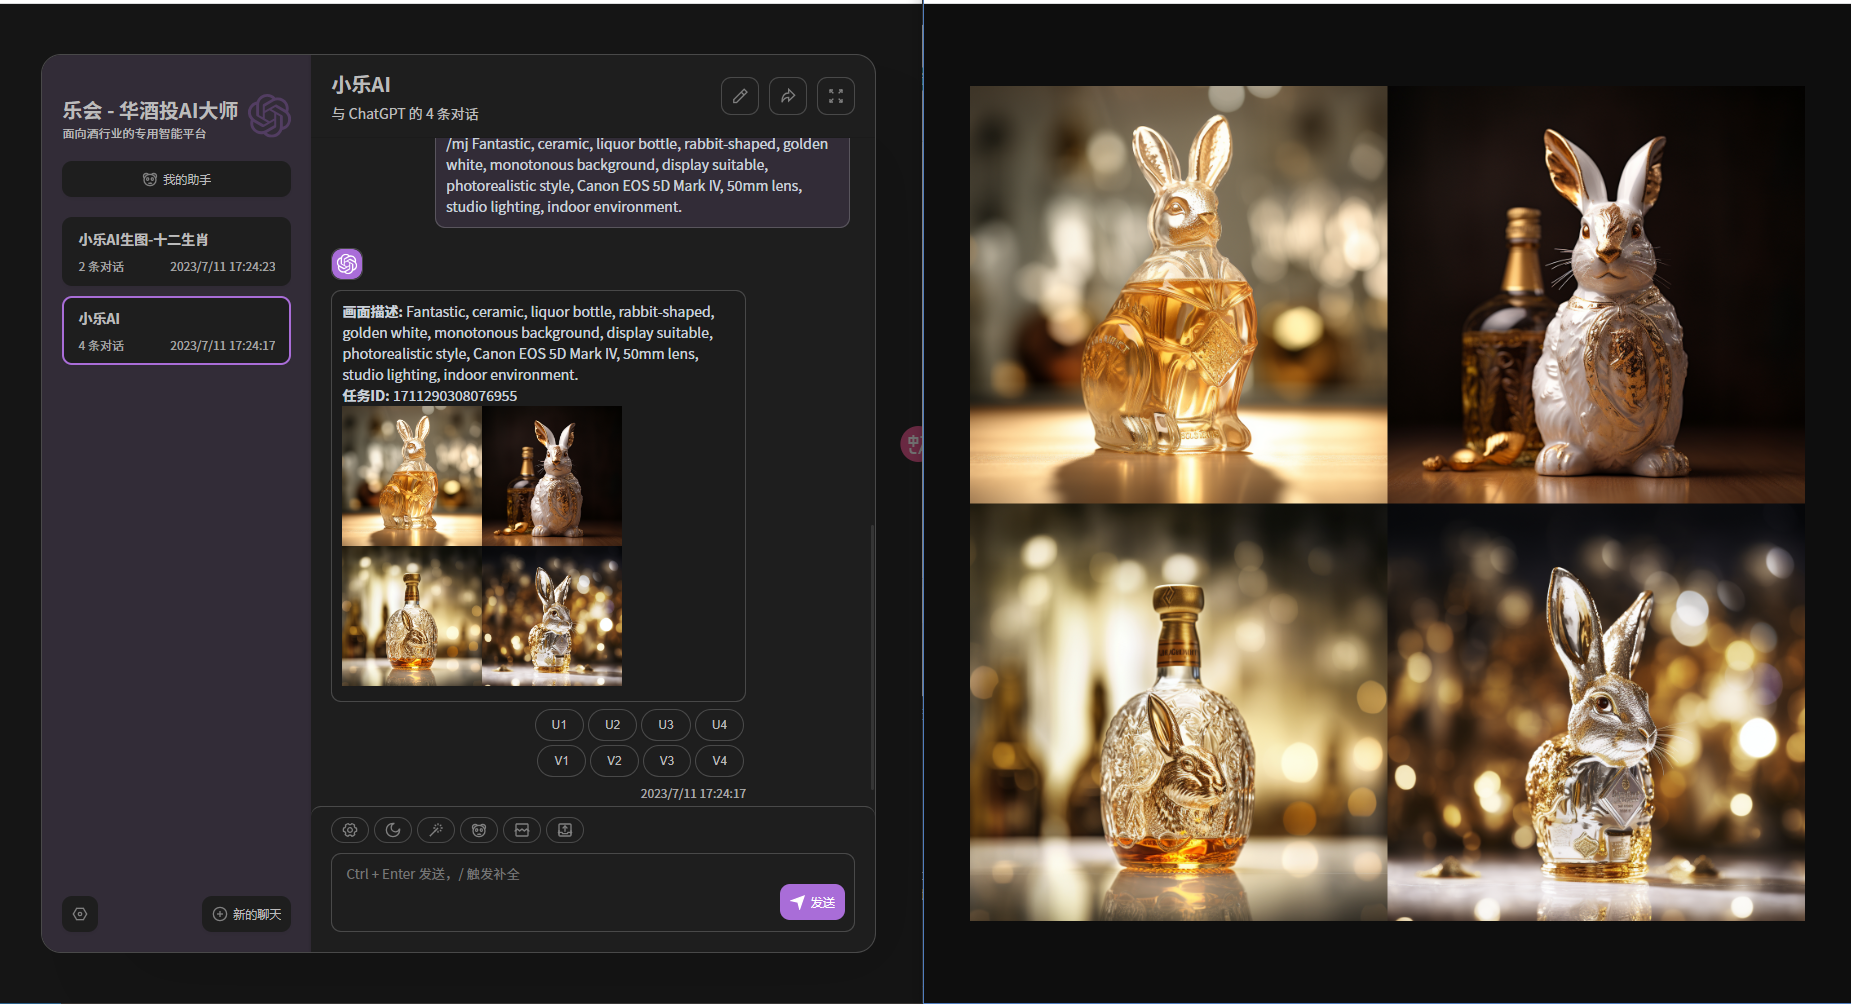 乐会 - 华酒投AI大师
面向酒行业的专用智能平台
我的助手
小乐AI生图-十二生肖
2 条对话 2023/7/11 17:24:23
小乐AI
4 条对话 2023/7/11 17:24:17
新的聊天
小乐AI
与 ChatGPT 的 4 条对话
/mj Fantastic, ceramic, liquor bottle, rabbit-shaped, golden
white, monotonous background, display suitable,
photorealistic style, Canon EOS 5D Mark IV, 50mm lens,
studio lighting, indoor environment.
画面描述: Fantastic, ceramic, liquor bottle, rabbit-shaped,
golden white, monotonous background, display suitable,
photorealistic style, Canon EOS 5D Mark IV, 50mm lens,
studio lighting, indoor environment.
任务ID: 1711290308076955
U1 U2 U3 U4
V1 V2 V3 V4
2023/7/11 17:24:17
Ctrl + Enter 发送，/ 触发补全
发送
中